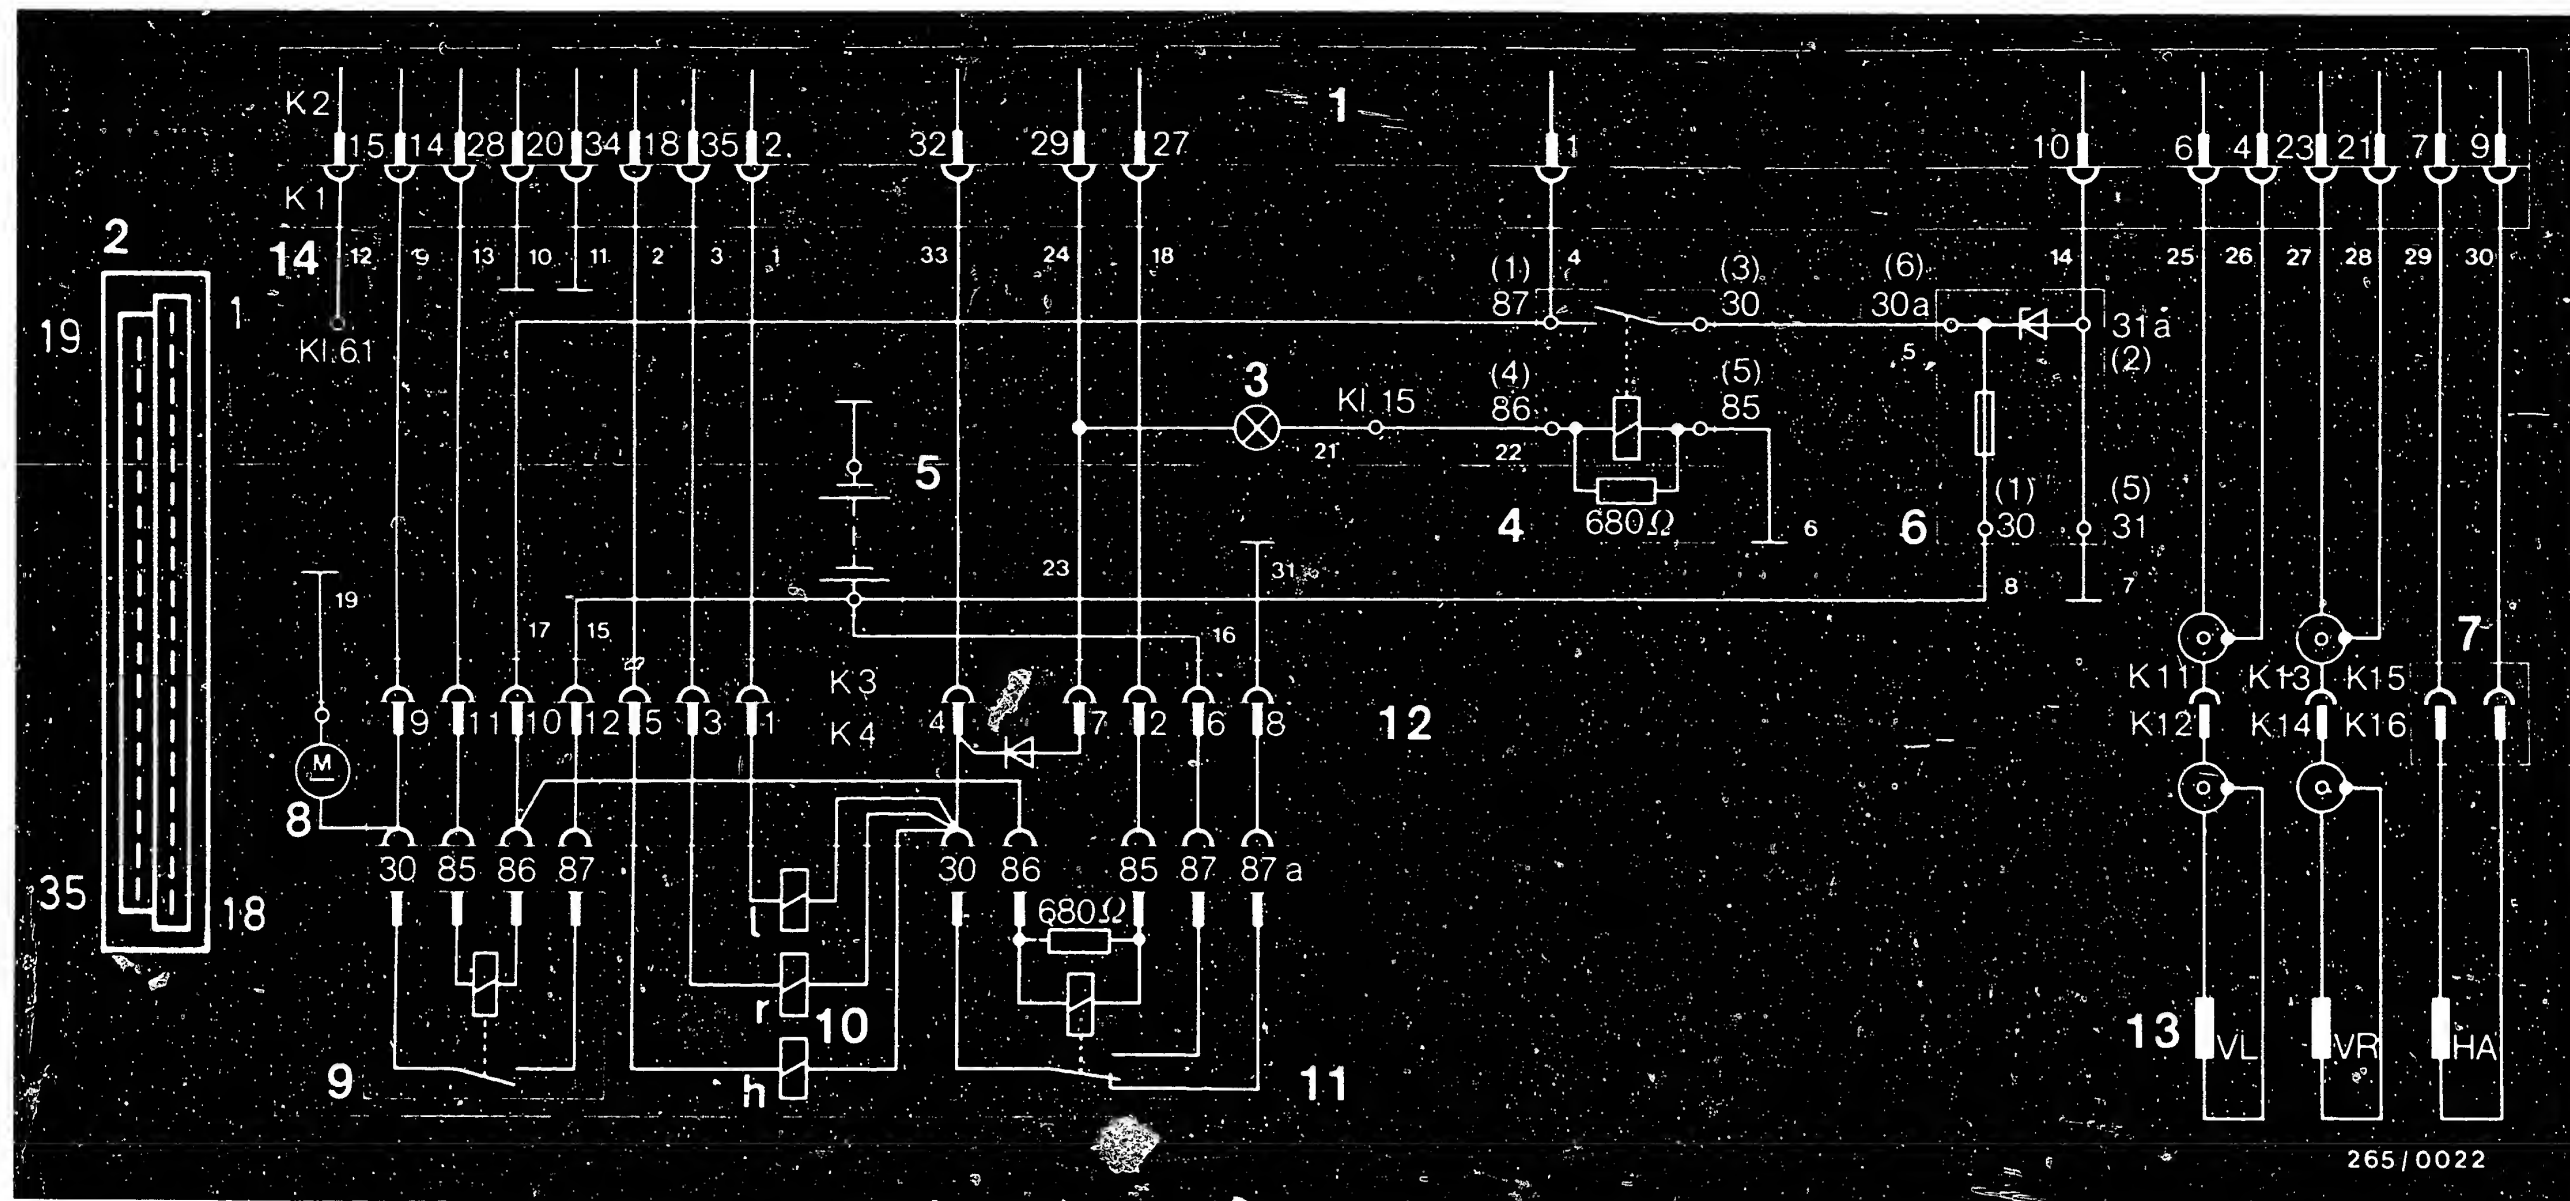 1
K2
15 14 28 20 34 18 35 2 32 29 27 1 10 6 4 23 21 7 9
K1
2
14 12 9 13 10 11 2 3 1 33 24 18 4 14 25 26 27 28 29 30
(1) (3) (6)
87 30 30a
1
19
Kl.61
5
31a
(2)
3
Kl.15
(4) (5)
86 85
21 22
5
4
680Ω
6
6
(1) (5)
30 31
23
31
8 7
19
17 15 16
7
K3
K4
9 11 10 12 5 3 1 4 7 2 6 8
12
K11 K13 K15
K12 K14 K16
M
8
30 85 86 87 30 86 85 87 87a
35
18
l
680Ω
r
10
h
9
11
13
VL VR HA
265/0022